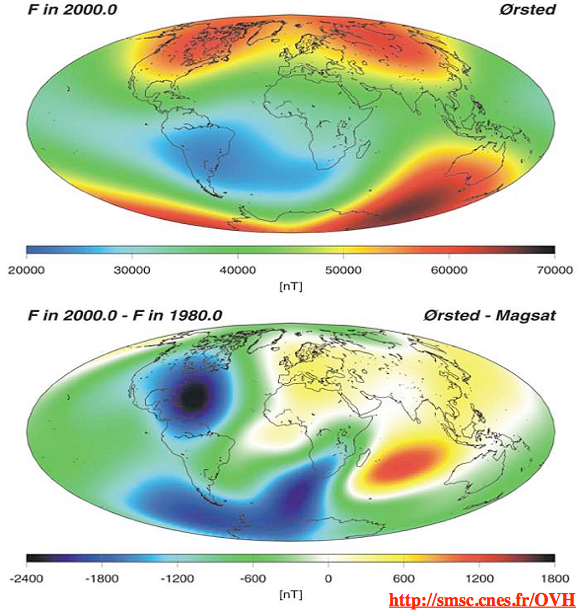 F in 2000.0 Ørsted
20000 30000 40000 50000 60000 70000
[nT]
F in 2000.0 - F in 1980.0 Ørsted - Magsat
-2400 -1800 -1200 -600 0 600 1200 1800
[nT]
http://smsc.cnes.fr/OVH